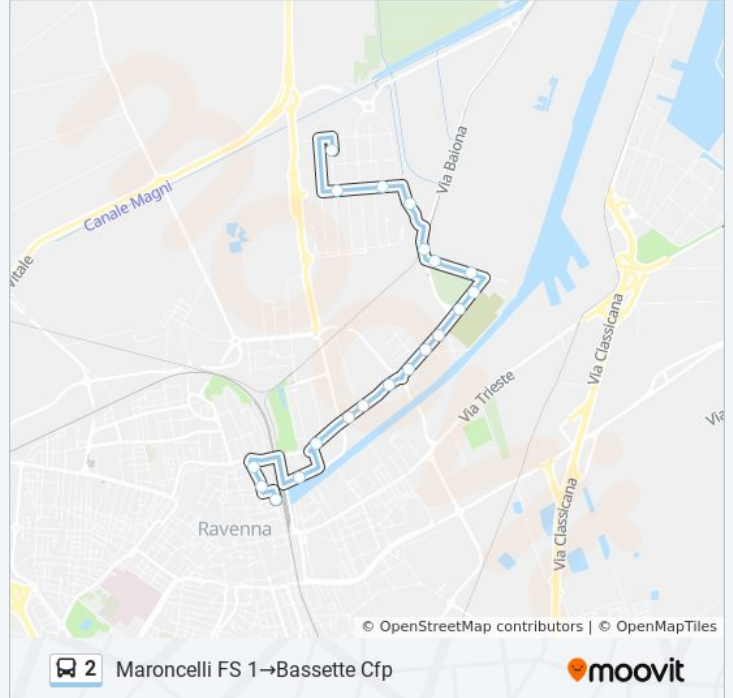 Via Baiona
Canale Magni
Vitale
Via Classicana
Via Trieste
Via
Via Classicana
Ravenna
© OpenStreetMap contributors | © OpenMapTiles
2 Maroncelli FS 1→Bassette Cfp
moovit